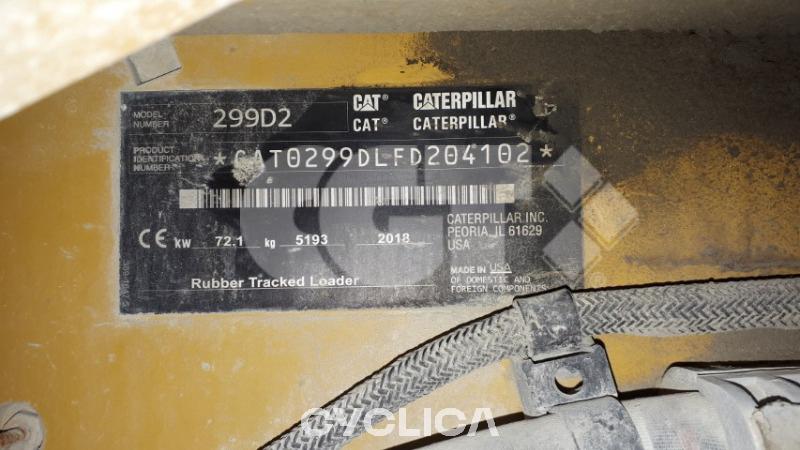 MODEL NUMBER 299D2
CAT® CATERPILLAR®
CAT® CATERPILLAR®
PRODUCT IDENTIFICATION NUMBER *CAT0299DLFD204102*
CE KW 72.1 kg 5193 2018
CATERPILLAR INC.
PEORIA, IL 61629
USA
Rubber Tracked Loader
MADE IN USA
OF DOMESTIC AND
FOREIGN COMPONENTS
CYCLICA